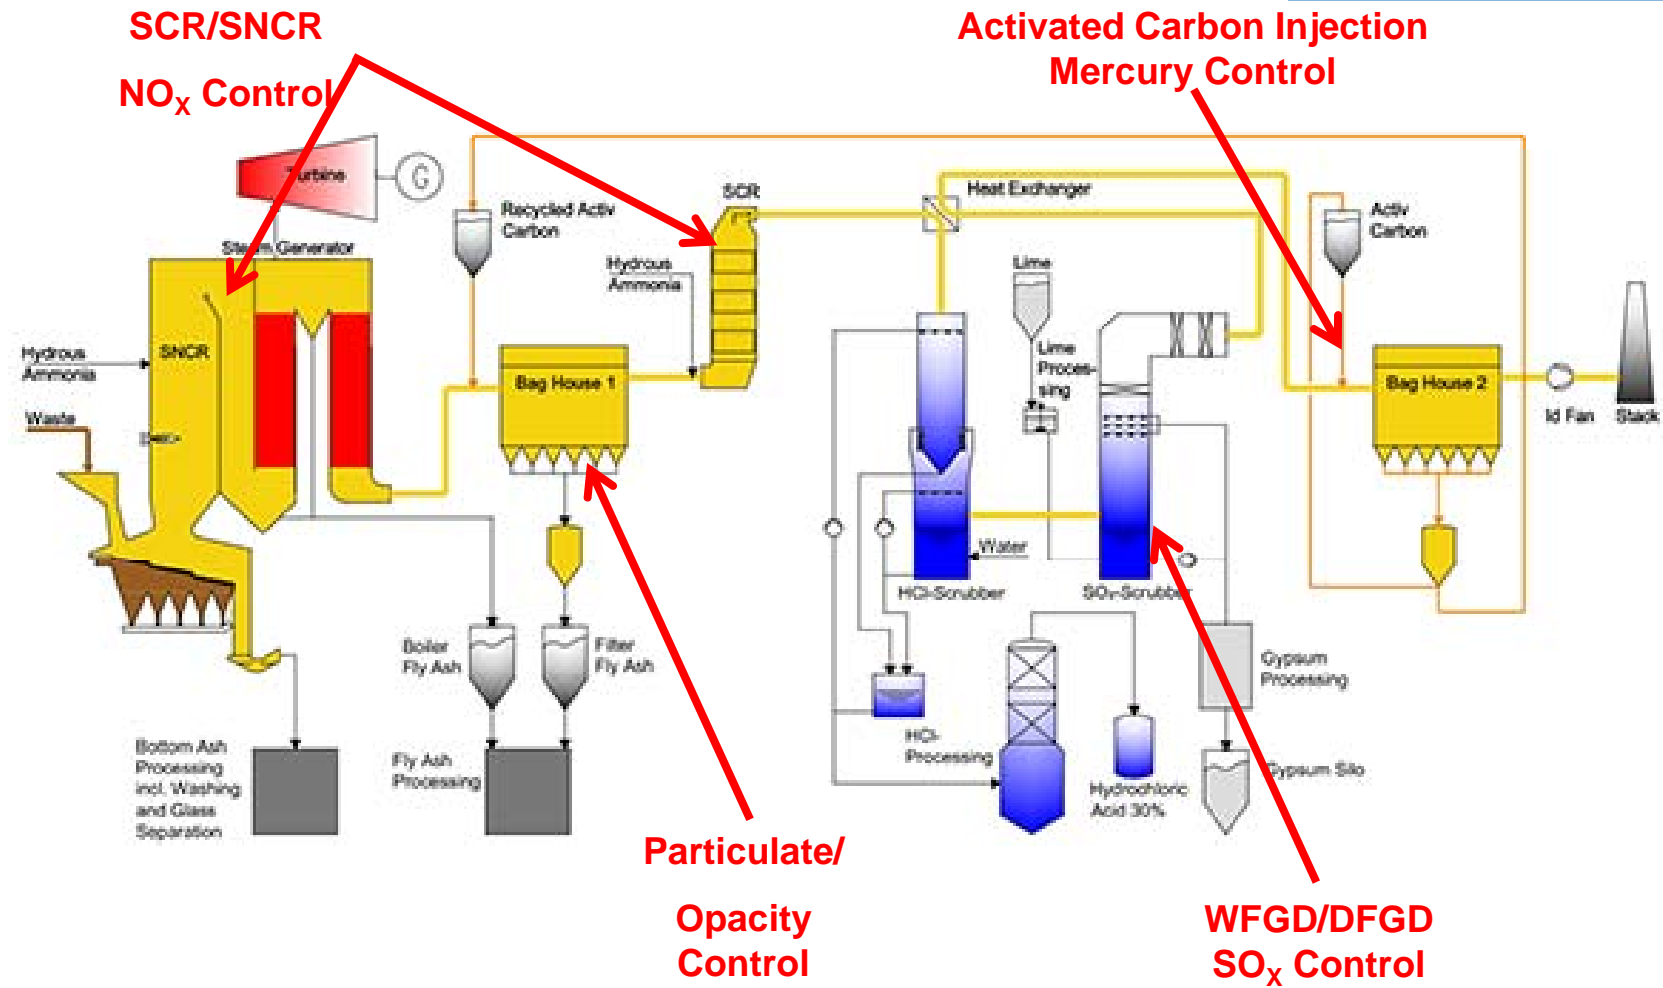 SCR/SNCR
NOX Control
Activated Carbon Injection
Mercury Control
Turbine
G
Steam Generator
Recycled Activ
Carbon
SCR
Hydrous
Ammonia
Heat Exchanger
Lime
Lime
Proces-
sing
Activ
Carbon
Hydrous
Ammonia
SNCR
Waste
Bag House 1
Bag House 2
Id Fan
Stack
Water
HCl-Scrubber
Boiler
Fly Ash
Filter
Fly Ash
Gypsum
Processing
Bottom Ash
Processing
incl. Washing
and Glass
Separation
Fly Ash
Processing
HCl-
Processing
Hydrochloric
Acid 30%
Gypsum Silo
Particulate/
Opacity
Control
WFGD/DFGD
SOX Control